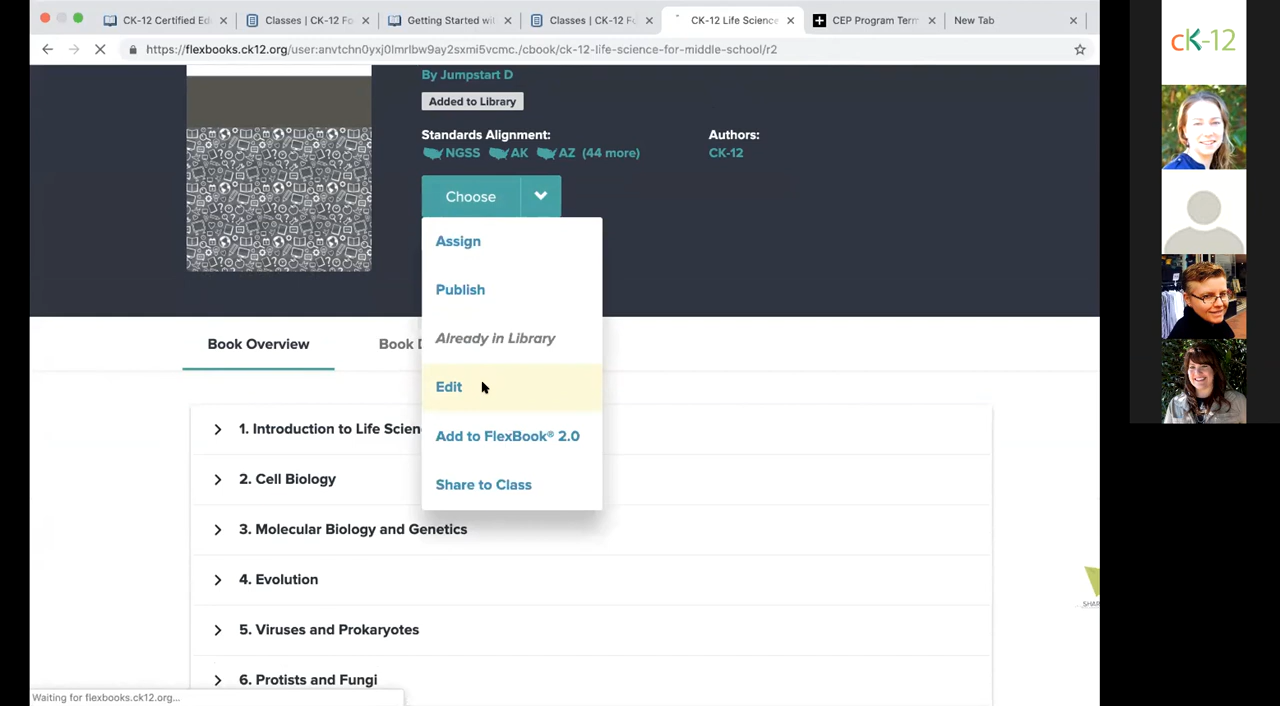 CK-12 Certified Ed
Classes | CK-12 Fo
Getting Started wit
Classes | CK-12 F
CK-12 Life Science
CEP Program Term
New Tab
https://flexbooks.ck12.org/user:anvtchn0yxj0lmrlbw9ay2sxmi5vcmc./cbook/ck-12-life-science-for-middle-school/r2
cK-12
By Jumpstart D
Added to Library
Standards Alignment:
Authors:
NGSS AK AZ (44 more)
CK-12
Choose
Assign
Publish
Already in Library
Edit
Add to FlexBook® 2.0
Share to Class
Book Overview
Book D
1. Introduction to Life Scien
2. Cell Biology
3. Molecular Biology and Genetics
4. Evolution
5. Viruses and Prokaryotes
SHAR
6. Protists and Fungi
Waiting for flexbooks.ck12.org...